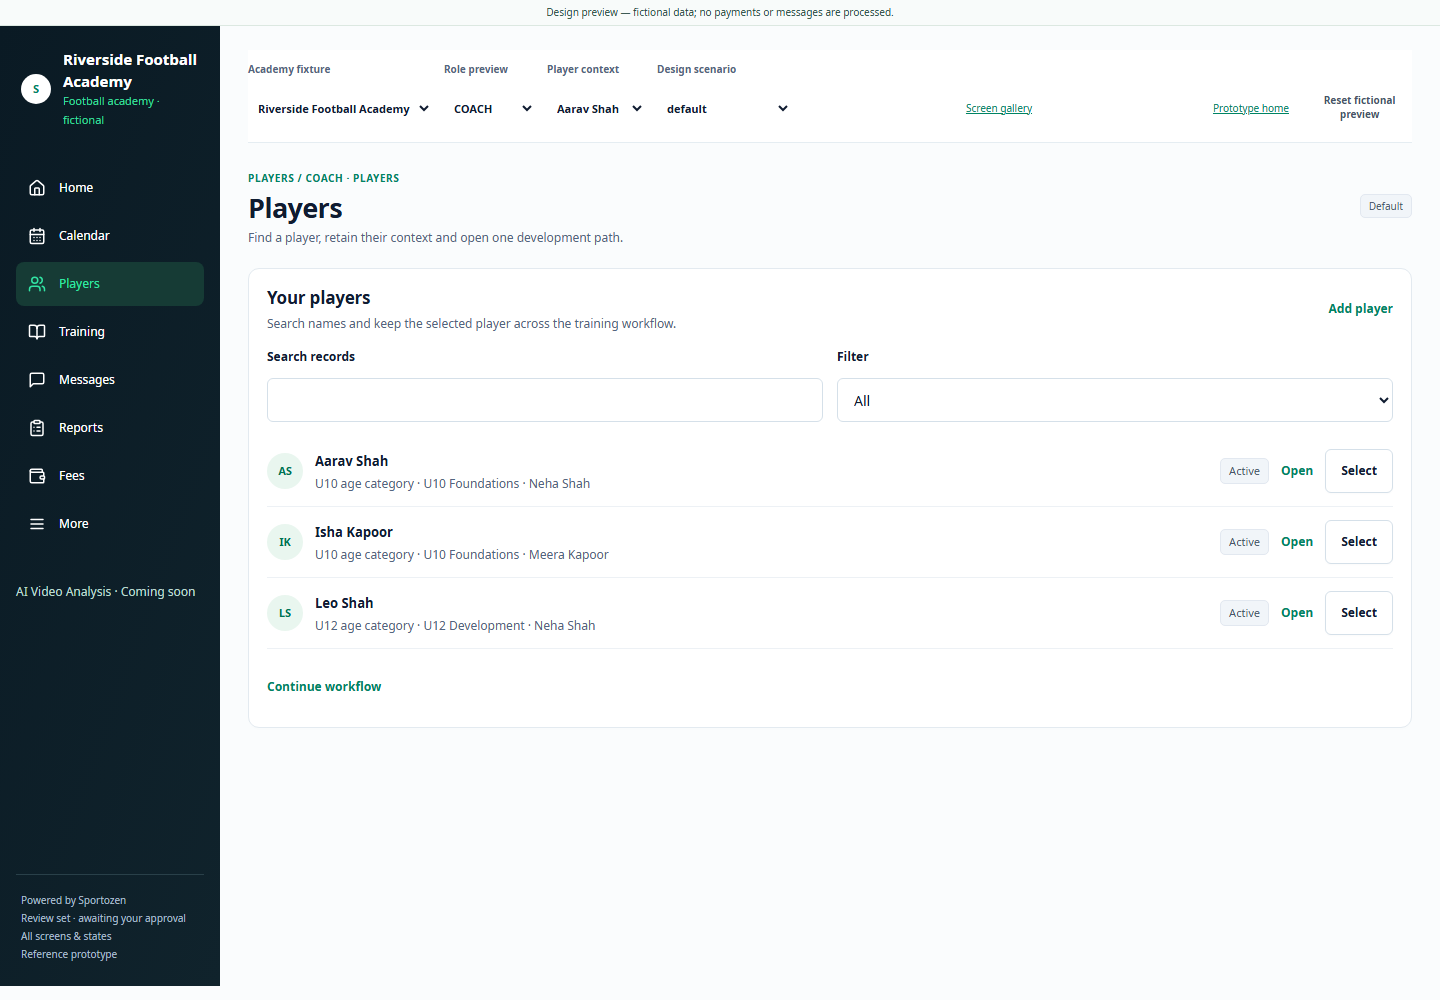 Design preview — fictional data; no payments or messages are processed.
S
Riverside Football
Academy
Football academy ·
fictional
Home
Calendar
Players
Training
Messages
Reports
Fees
More
AI Video Analysis · Coming soon
Powered by Sportozen
Review set · awaiting your approval
All screens & states
Reference prototype
Academy fixture
Role preview
Player context
Design scenario
Riverside Football Academy
COACH
Aarav Shah
default
Screen gallery
Prototype home
Reset fictional
preview
PLAYERS / COACH · PLAYERS
Players
Default
Find a player, retain their context and open one development path.
Your players
Search names and keep the selected player across the training workflow.
Add player
Search records
Filter
All
AS
Aarav Shah
U10 age category · U10 Foundations · Neha Shah
Active
Open
Select
IK
Isha Kapoor
U10 age category · U10 Foundations · Meera Kapoor
Active
Open
Select
LS
Leo Shah
U12 age category · U12 Development · Neha Shah
Active
Open
Select
Continue workflow